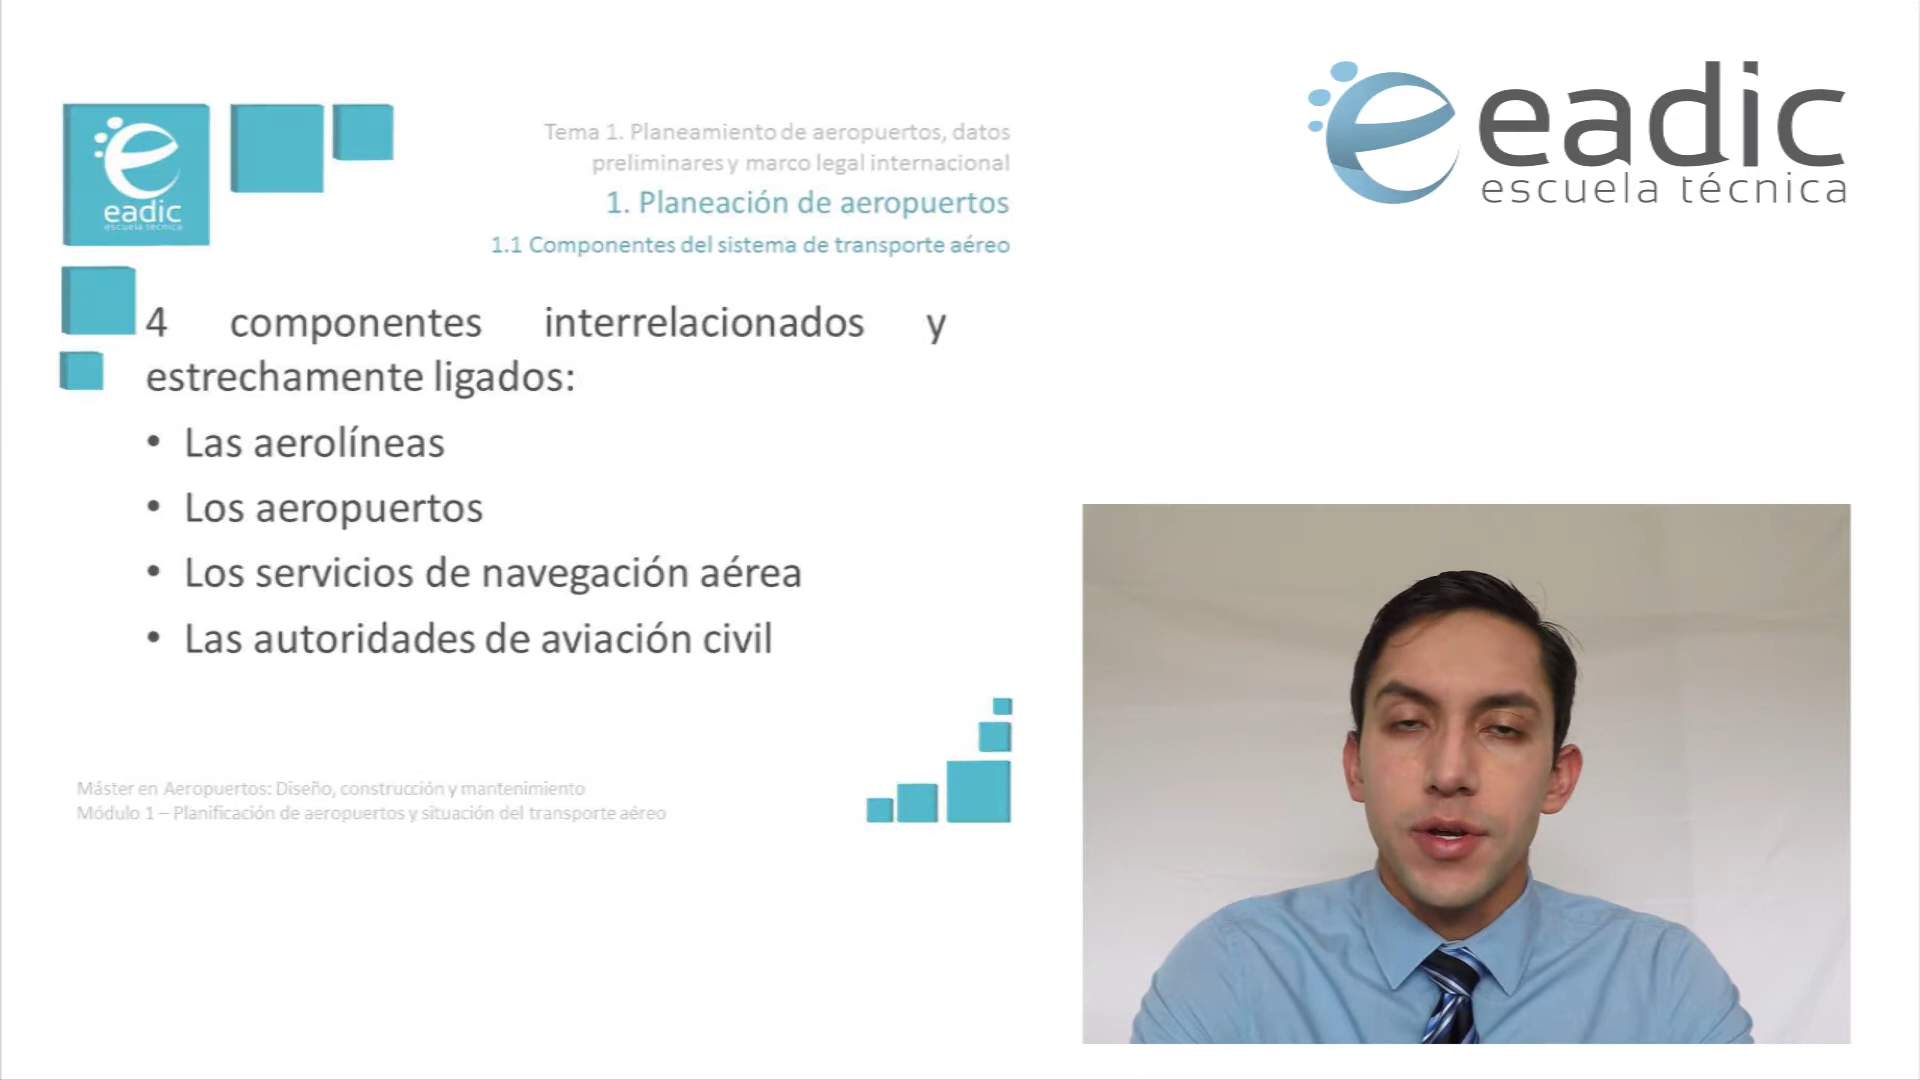 eadic
escuela técnica
Tema 1. Planeamiento de aeropuertos, datos
preliminares y marco legal internacional
1. Planeación de aeropuertos
1.1 Componentes del sistema de transporte aéreo
4 componentes interrelacionados y
estrechamente ligados:
• Las aerolíneas
• Los aeropuertos
• Los servicios de navegación aérea
• Las autoridades de aviación civil
Máster en Aeropuertos: Diseño, construcción y mantenimiento
Módulo 1 – Planificación de aeropuertos y situación del transporte aéreo
eadic
escuela técnica